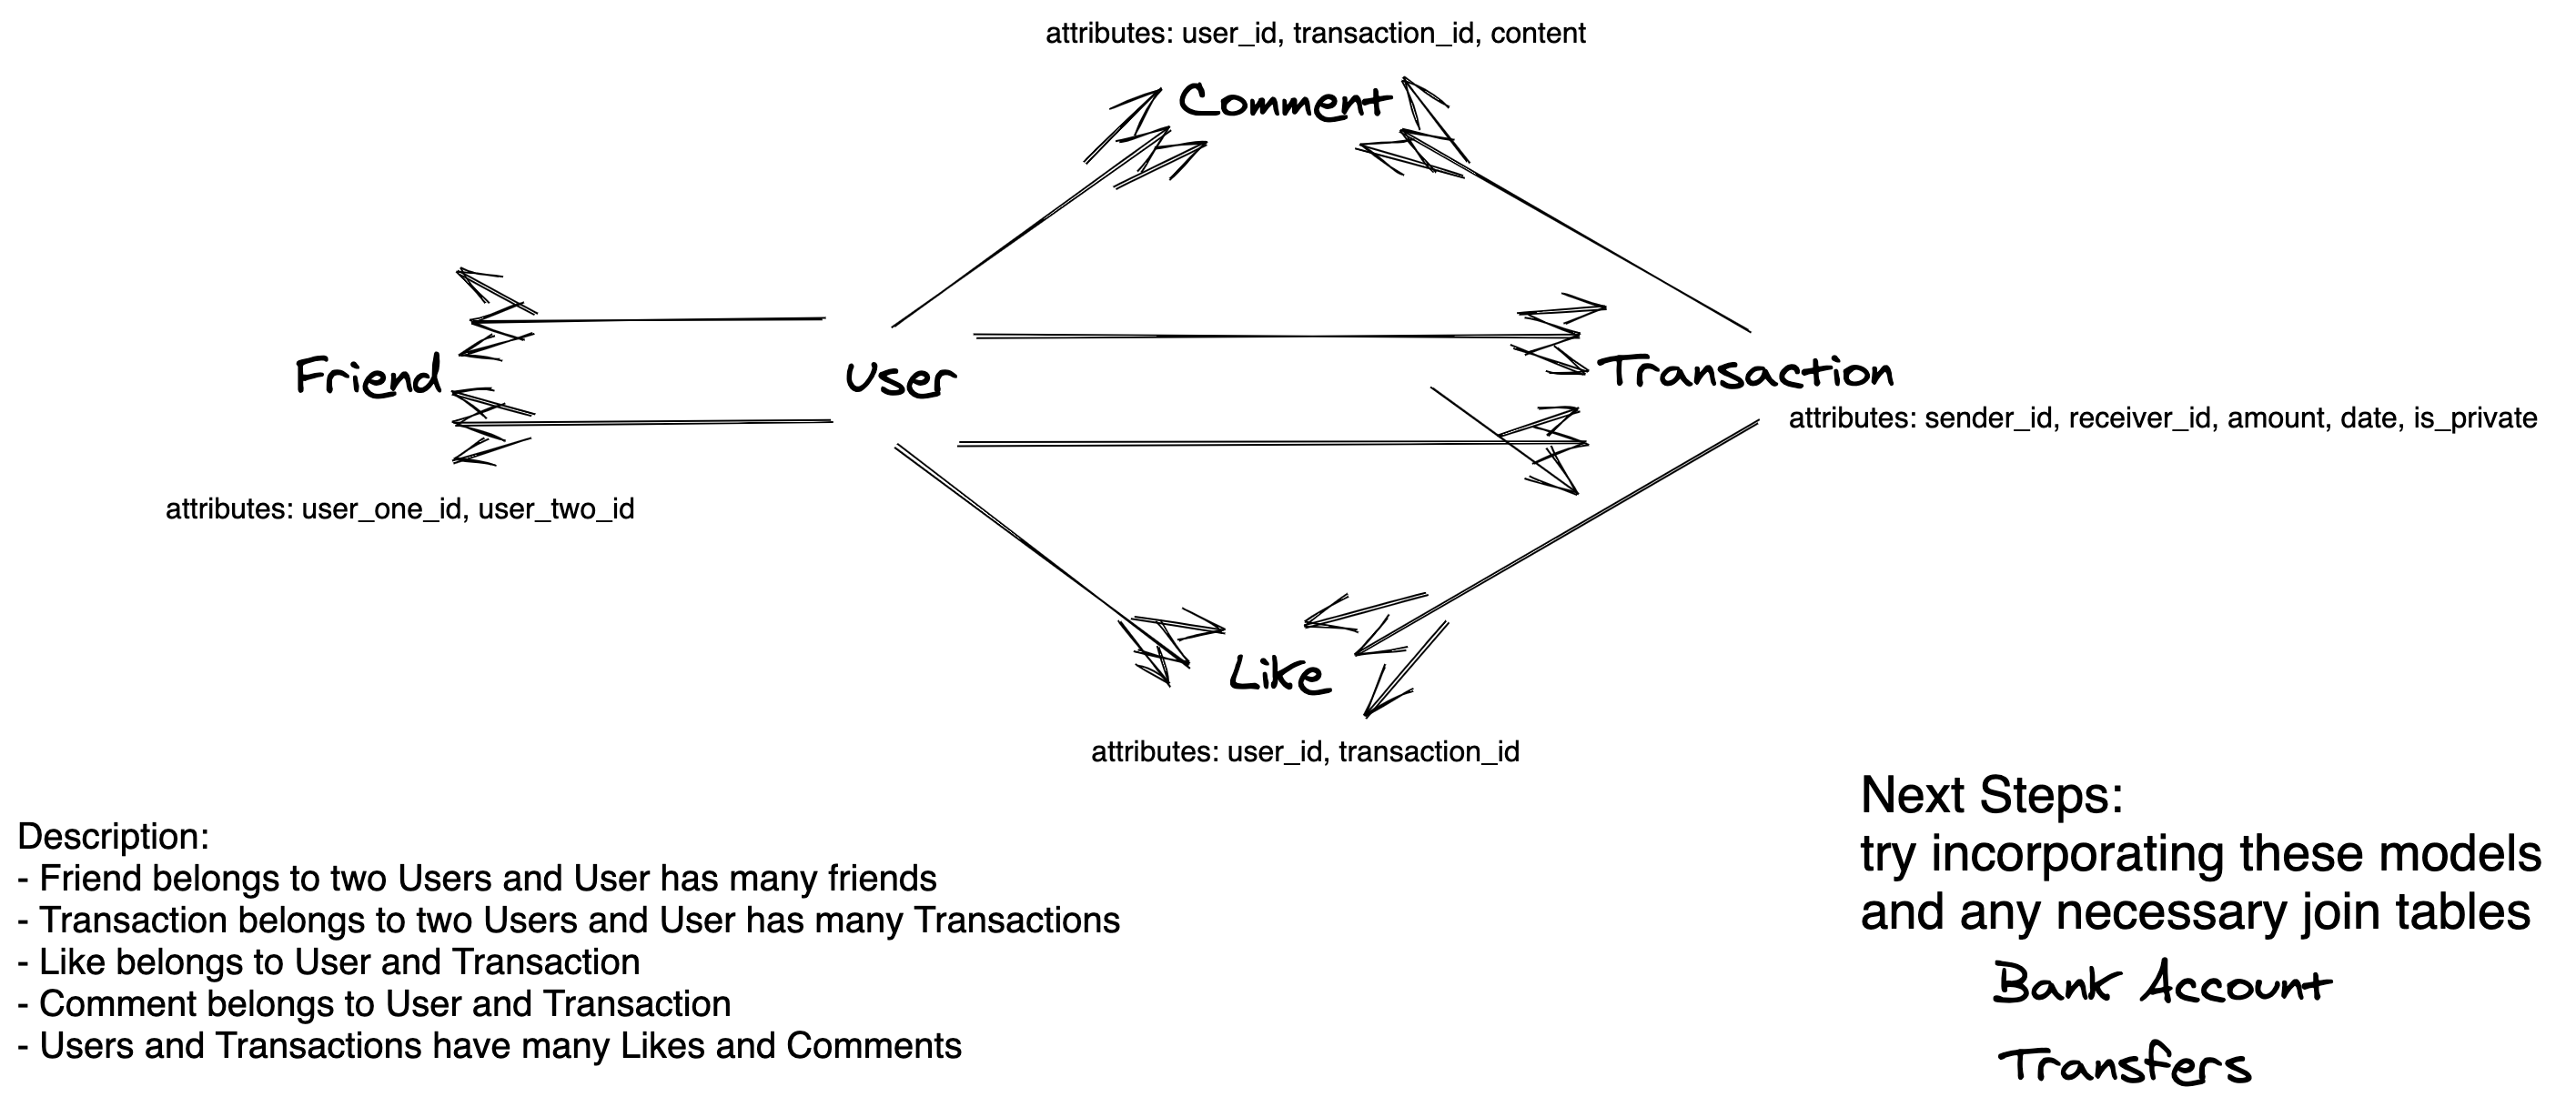 attributes: user_id, transaction_id, content
Comment
Friend
User
Transaction
attributes: sender_id, receiver_id, amount, date, is_private
attributes: user_one_id, user_two_id
Like
attributes: user_id, transaction_id
Description:
- Friend belongs to two Users and User has many friends
- Transaction belongs to two Users and User has many Transactions
- Like belongs to User and Transaction
- Comment belongs to User and Transaction
- Users and Transactions have many Likes and Comments
Next Steps:
try incorporating these models
and any necessary join tables
Bank Account
Transfers